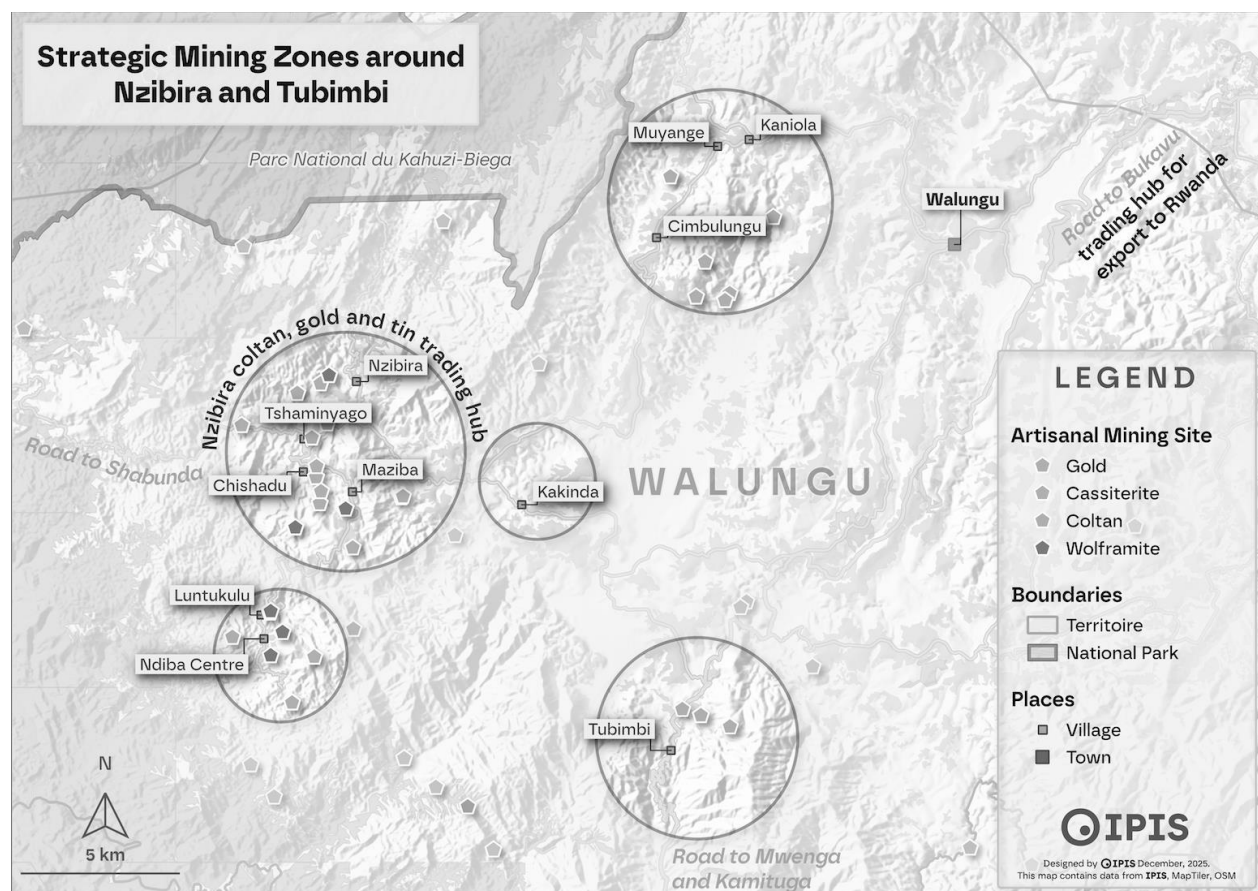 Strategic Mining Zones around
Nzibira and Tubimbi
Parc National du Kahuzi-Biega
Muyange
Kaniola
Cimbulungu
Walungu
Road to Bukavu
trading hub for
export to Rwanda
Nzibira coltan, gold and tin trading hub
Nzibira
Tshaminyago
Chishadu
Maziba
Road to Shabunda
Kakinda
WALUNGU
Luntukulu
Ndiba Centre
Tubimbi
Road to Mwenga
and Kamituga
N
5 km
LEGEND
Artisanal Mining Site
Gold
Cassiterite
Coltan
Wolframite
Boundaries
Territoire
National Park
Places
Village
Town
IPIS
Designed by IPIS December, 2025.
This map contains data from IPIS, MapTiler, OSM